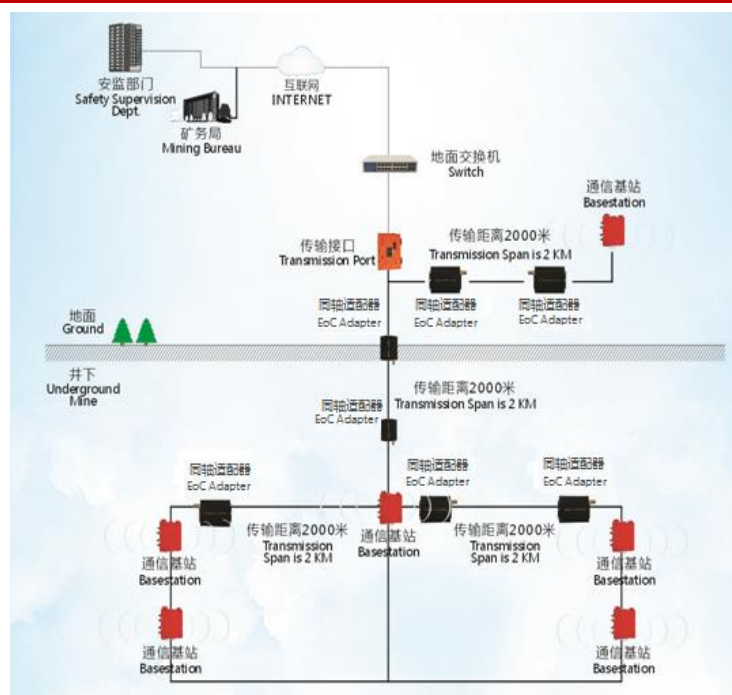 安监部门
Safety Supervision
Dept.
互联网
INTERNET
矿务局
Mining Bureau
地面交换机
Switch
通信基站
Basestation
传输接口
Transmission Port
传输距离2000米
Transmission Span is 2 KM
同轴适配器
EoC Adapter
同轴适配器
EoC Adapter
同轴适配器
EoC Adapter
地面
Ground
井下
Underground
Mine
传输距离2000米
Transmission Span is 2 KM
同轴适配器
EoC Adapter
同轴适配器
EoC Adapter
同轴适配器
EoC Adapter
同轴适配器
EoC Adapter
传输距离2000米
Transmission
Span is 2 KM
通信基站
Basestation
传输距离2000米
Transmission
Span is 2 KM
通信基站
Basestation
通信基站
Basestation
通信基站
Basestation
通信基站
Basestation